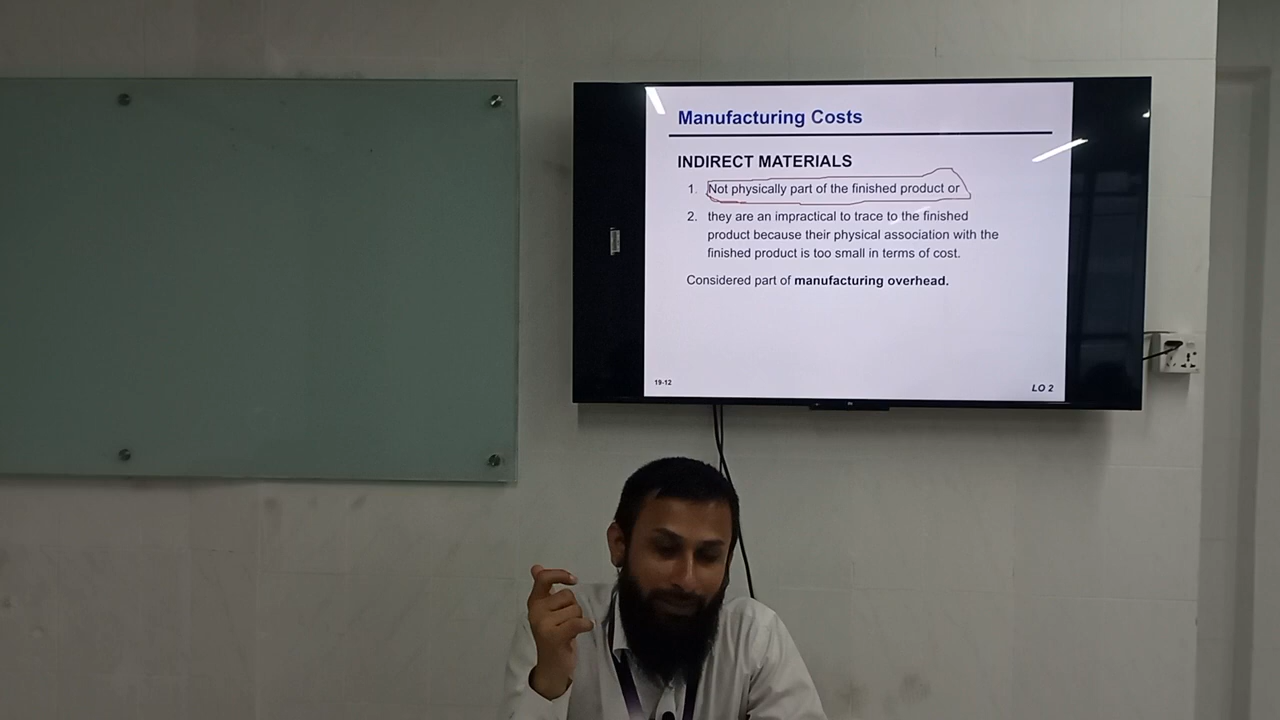 Manufacturing Costs
INDIRECT MATERIALS
1. Not physically part of the finished product or
2. they are an impractical to trace to the finished
product because their physical association with the
finished product is too small in terms of cost.
Considered part of manufacturing overhead.
19-12
LO 2